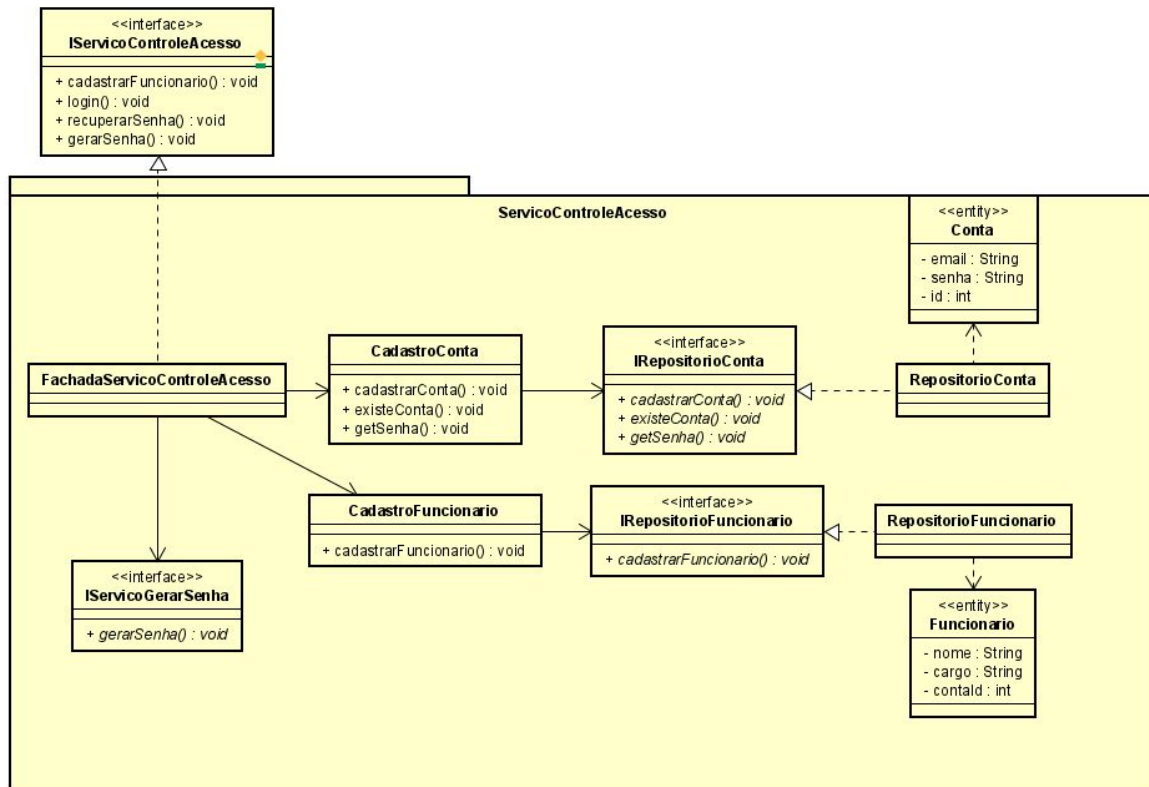 <<interface>>
IServicoControleAcesso
+ cadastrarFuncionario() : void
+ login() : void
+ recuperarSenha() : void
+ gerarSenha() : void
ServicoControleAcesso
<<entity>>
Conta
- email : String
- senha : String
- id : int
FachadaServicoControleAcesso
CadastroConta
+ cadastrarConta() : void
+ existeConta() : void
+ getSenha() : void
<<interface>>
IRepositorioConta
+ cadastrarConta() : void
+ existeConta() : void
+ getSenha() : void
RepositorioConta
CadastroFuncionario
+ cadastrarFuncionario() : void
<<interface>>
IRepositorioFuncionario
+ cadastrarFuncionario() : void
RepositorioFuncionario
<<interface>>
IServicoGerarSenha
+ gerarSenha() : void
<<entity>>
Funcionario
- nome : String
- cargo : String
- contaId : int